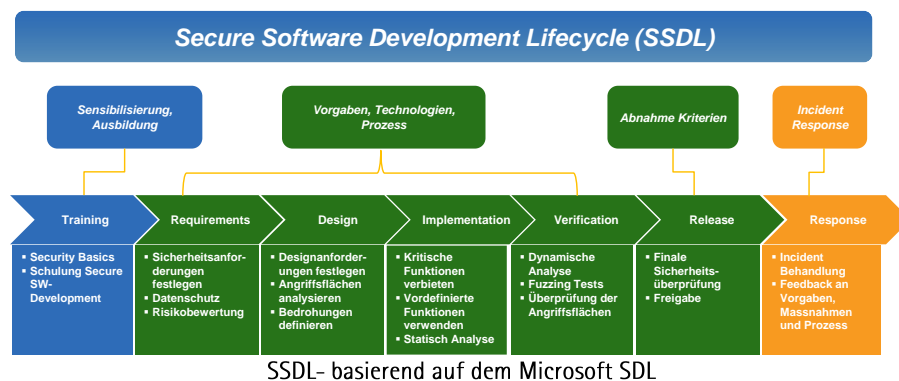 Secure Software Development Lifecycle (SSDL)
Sensibilisierung,
Ausbildung
Vorgaben, Technologien,
Prozess
Abnahme Kriterien
Incident
Response
Training
Requirements
Design
Implementation
Verification
Release
Response
▪ Security Basics
▪ Schulung Secure
SW-
Development
▪ Sicherheitsanfor-
derungen
festlegen
▪ Datenschutz
▪ Risikobewertung
▪ Designanforder-
ungen festlegen
▪ Angriffsflächen
analysieren
▪ Bedrohungen
definieren
▪ Kritische
Funktionen
verbieten
▪ Vordefinierte
Funktionen
verwenden
▪ Statisch Analyse
▪ Dynamische
Analyse
▪ Fuzzing Tests
▪ Überprüfung der
Angriffsflächen
▪ Finale
Sicherheits-
überprüfung
▪ Freigabe
▪ Incident
Behandlung
▪ Feedback an
Vorgaben,
Massnahmen
und Prozess
SSDL- basierend auf dem Microsoft SDL